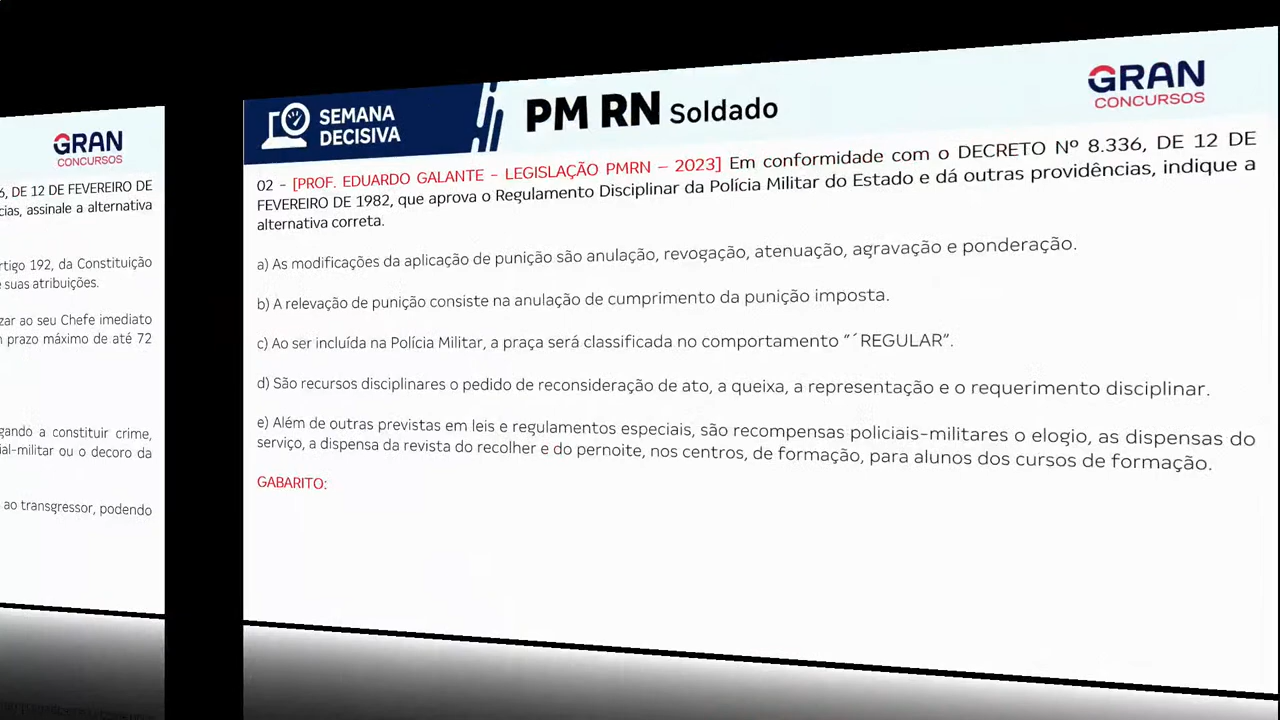 GRAN
CONCURSOS
6, DE 12 DE FEVEREIRO DE
cias, assinale a alternativa
rtigo 192, da Constituição
e suas atribuições.
zar ao seu Chefe imediato
n prazo máximo de até 72
gando a constituir crime,
ial-militar ou o decoro da
ao transgressor, podendo
SEMANA
DECISIVA
PM RN Soldado
GRAN
CONCURSOS
02 - [PROF. EDUARDO GALANTE - LEGISLAÇÃO PMRN – 2023] Em conformidade com o DECRETO Nº 8.336, DE 12 DE
FEVEREIRO DE 1982, que aprova o Regulamento Disciplinar da Polícia Militar do Estado e dá outras providências, indique a
alternativa correta.
a) As modificações da aplicação de punição são anulação, revogação, atenuação, agravação e ponderação.
b) A relevação de punição consiste na anulação de cumprimento da punição imposta.
c) Ao ser incluída na Polícia Militar, a praça será classificada no comportamento "´REGULAR".
d) São recursos disciplinares o pedido de reconsideração de ato, a queixa, a representação e o requerimento disciplinar.
e) Além de outras previstas em leis e regulamentos especiais, são recompensas policiais-militares o elogio, as dispensas do
serviço, a dispensa da revista do recolher e do pernoite, nos centros, de formação, para alunos dos cursos de formação.
GABARITO: